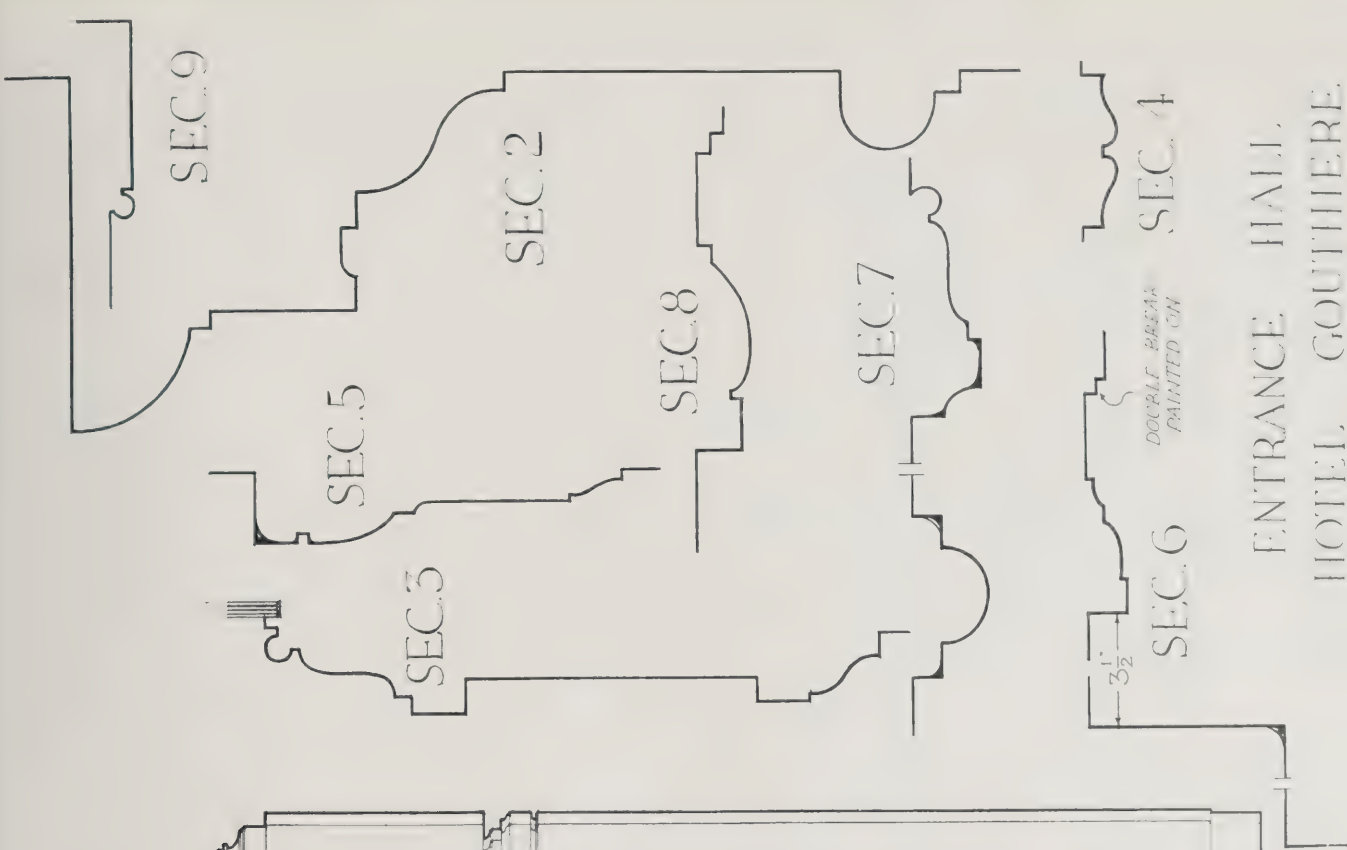 SEC. 9
SEC. 2
SEC. 5
SEC. 3
SEC. 8
SEC. 7
SEC. 4
SEC. 6
DOUBLE BREAK
PAINTED ON
3½"
ENTRANCE HALL
HOTEL GOUTHIERE